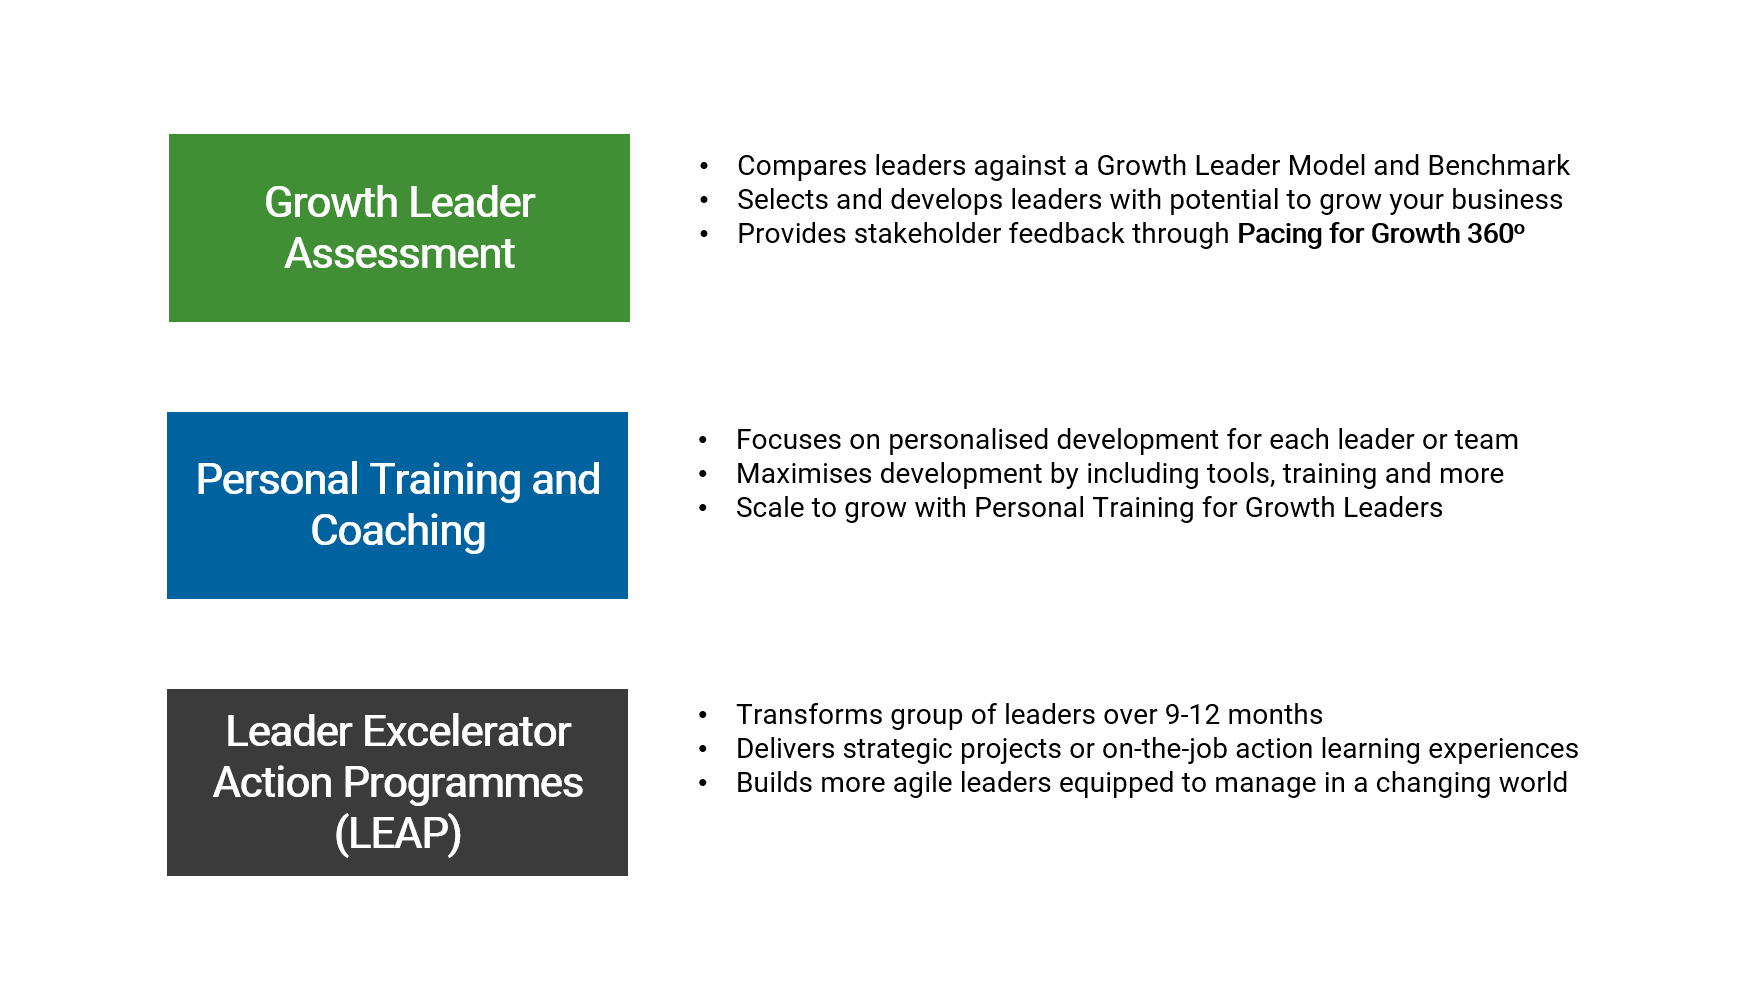 Growth Leader
Assessment
• Compares leaders against a Growth Leader Model and Benchmark
• Selects and develops leaders with potential to grow your business
• Provides stakeholder feedback through Pacing for Growth 360º
Personal Training and
Coaching
• Focuses on personalised development for each leader or team
• Maximises development by including tools, training and more
• Scale to grow with Personal Training for Growth Leaders
Leader Excelerator
Action Programmes
(LEAP)
• Transforms group of leaders over 9-12 months
• Delivers strategic projects or on-the-job action learning experiences
• Builds more agile leaders equipped to manage in a changing world